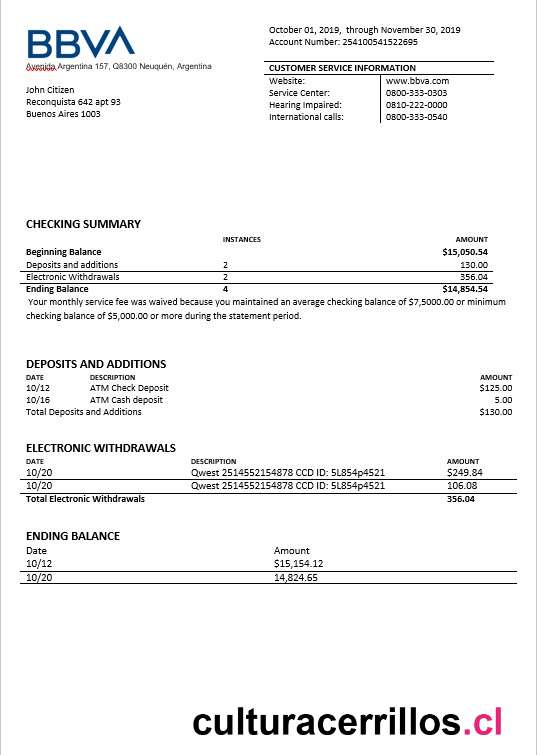 BBVA
Avenida Argentina 157, Q8300 Neuquén, Argentina
John Citizen
Reconquista 642 apt 93
Buenos Aires 1003
October 01, 2019,  through November 30, 2019
Account Number: 254100541522695
CUSTOMER SERVICE INFORMATION
Website: www.bbva.com
Service Center: 0800-333-0303
Hearing Impaired: 0810-222-0000
International calls: 0800-333-0540
CHECKING SUMMARY
INSTANCES AMOUNT
Beginning Balance $15,050.54
Deposits and additions 2 130.00
Electronic Withdrawals 2 356.04
Ending Balance 4 $14,854.54
Your monthly service fee was waived because you maintained an average checking balance of $7,5000.00 or minimum
checking balance of $5,000.00 or more during the statement period.
DEPOSITS AND ADDITIONS
DATE DESCRIPTION AMOUNT
10/12 ATM Check Deposit $125.00
10/16 ATM Cash deposit 5.00
Total Deposits and Additions $130.00
ELECTRONIC WITHDRAWALS
DATE DESCRIPTION AMOUNT
10/20 Qwest 2514552154878 CCD ID: 5L854p4521 $249.84
10/20 Qwest 2514552154878 CCD ID: 5L854p4521 106.08
Total Electronic Withdrawals 356.04
ENDING BALANCE
Date Amount
10/12 $15,154.12
10/20 14,824.65
culturacerrillos.cl